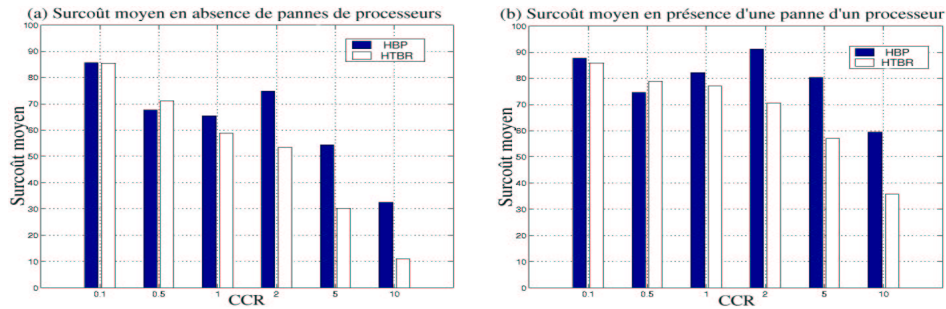 (a) Surcoût moyen en absence de pannes de processeurs
100
90
80
70
60
50
40
30
20
10
0
Surcoût moyen
HBP
HTBR
0.1 0.5 1 2 5 10
CCR
(b) Surcoût moyen en présence d'une panne d'un processeur
100
90
80
70
60
50
40
30
20
10
0
Surcoût moyen
HBP
HTBR
0.1 0.5 1 2 5 10
CCR